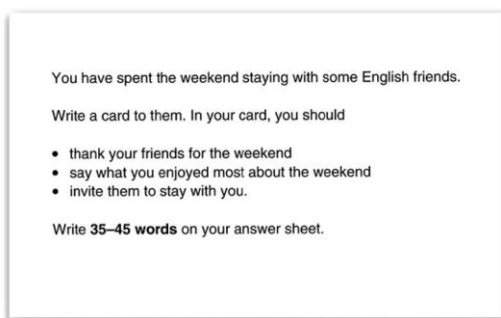 You have spent the weekend staying with some English friends.
Write a card to them. In your card, you should
• thank your friends for the weekend
• say what you enjoyed most about the weekend
• invite them to stay with you.
Write 35–45 words on your answer sheet.